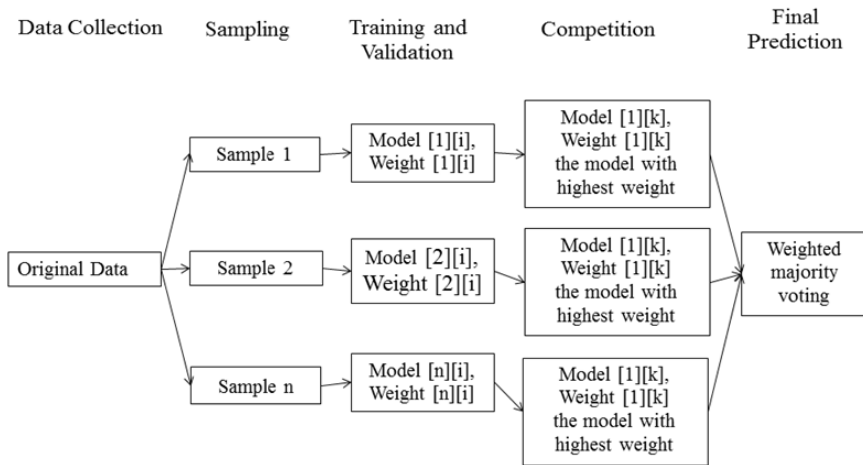 Data Collection
Sampling
Training and
Validation
Competition
Final
Prediction
Original Data
Sample 1
Model [1][i],
Weight [1][i]
Model [1][k],
Weight [1][k]
the model with
highest weight
Sample 2
Model [2][i],
Weight [2][i]
Model [1][k],
Weight [1][k]
the model with
highest weight
Sample n
Model [n][i],
Weight [n][i]
Model [1][k],
Weight [1][k]
the model with
highest weight
Weighted
majority
voting